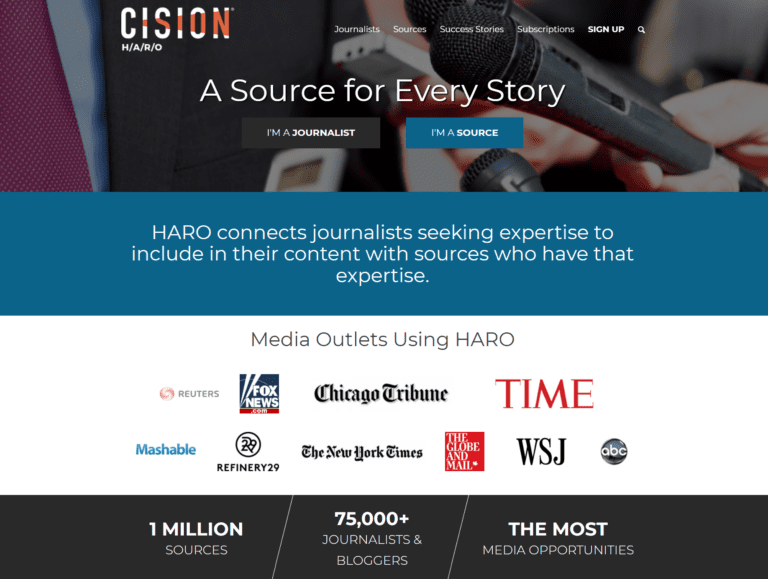 CISION®
H/A/R/O
Journalists Sources Success Stories Subscriptions SIGN UP
A Source for Every Story
I'M A JOURNALIST I'M A SOURCE
HARO connects journalists seeking expertise to
include in their content with sources who have that
expertise.
Media Outlets Using HARO
REUTERS
FOX
NEWS
.com
Chicago Tribune
TIME
Mashable
R29
REFINERY29
The New York Times
THE
GLOBE
AND
MAIL
WSJ
abc
1 MILLION
SOURCES
75,000+
JOURNALISTS &
BLOGGERS
THE MOST
MEDIA OPPORTUNITIES